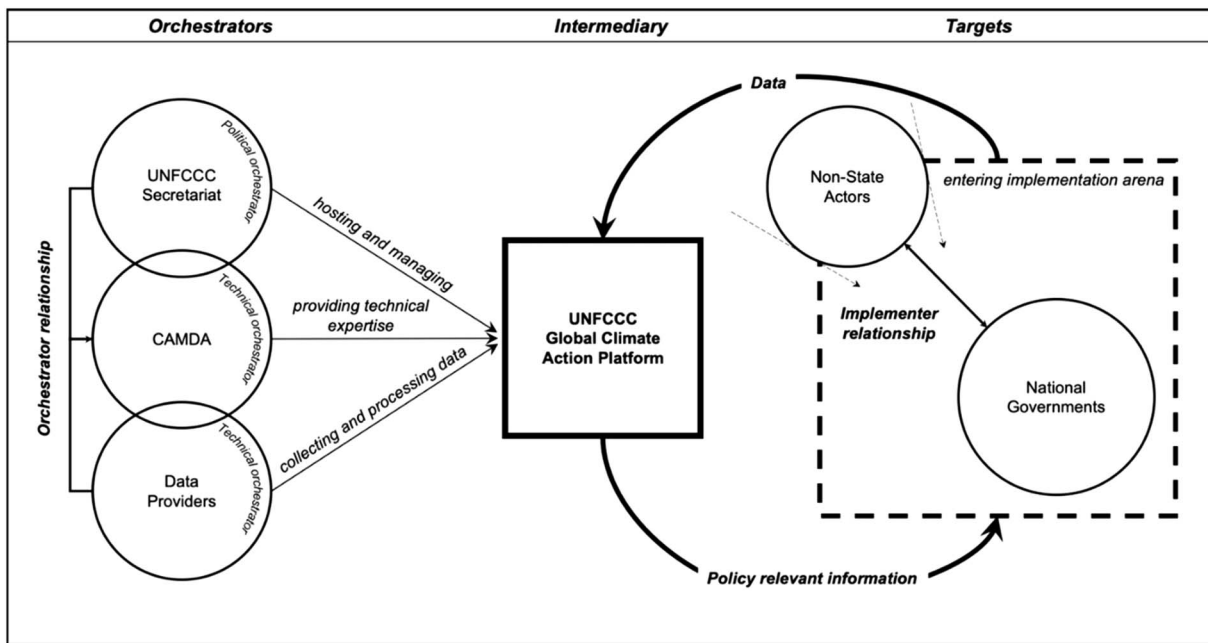 Orchestrators
Intermediary
Targets
Orchestrator relationship
UNFCCC
Secretariat
Political orchestrator
CAMDA
Technical orchestrator
Data
Providers
Technical orchestrator
hosting and managing
providing technical
expertise
collecting and processing data
UNFCCC
Global Climate
Action Platform
Data
Non-State
Actors
entering implementation arena
Implementer
relationship
National
Governments
Policy relevant information